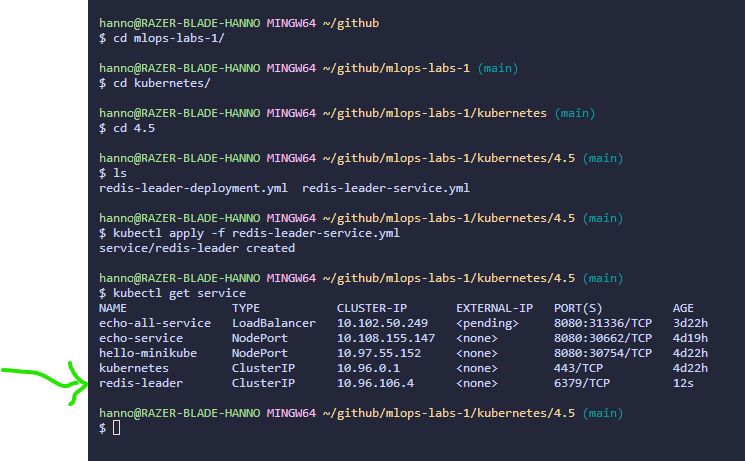 hanno@RAZER-BLADE-HANNO MINGW64 ~/github
$ cd mlops-labs-1/
hanno@RAZER-BLADE-HANNO MINGW64 ~/github/mlops-labs-1 (main)
$ cd kubernetes/
hanno@RAZER-BLADE-HANNO MINGW64 ~/github/mlops-labs-1/kubernetes (main)
$ cd 4.5
hanno@RAZER-BLADE-HANNO MINGW64 ~/github/mlops-labs-1/kubernetes/4.5 (main)
$ ls
redis-leader-deployment.yml  redis-leader-service.yml
hanno@RAZER-BLADE-HANNO MINGW64 ~/github/mlops-labs-1/kubernetes/4.5 (main)
$ kubectl apply -f redis-leader-service.yml
service/redis-leader created
hanno@RAZER-BLADE-HANNO MINGW64 ~/github/mlops-labs-1/kubernetes/4.5 (main)
$ kubectl get service
NAME               TYPE           CLUSTER-IP       EXTERNAL-IP   PORT(S)          AGE
echo-all-service   LoadBalancer   10.102.50.249    <pending>     8080:31336/TCP   3d22h
echo-service       NodePort       10.108.155.147   <none>        8080:30662/TCP   4d19h
hello-minikube     NodePort       10.97.55.152     <none>        8080:30754/TCP   4d22h
kubernetes         ClusterIP      10.96.0.1        <none>        443/TCP          4d22h
redis-leader       ClusterIP      10.96.106.4      <none>        6379/TCP         12s
hanno@RAZER-BLADE-HANNO MINGW64 ~/github/mlops-labs-1/kubernetes/4.5 (main)
$